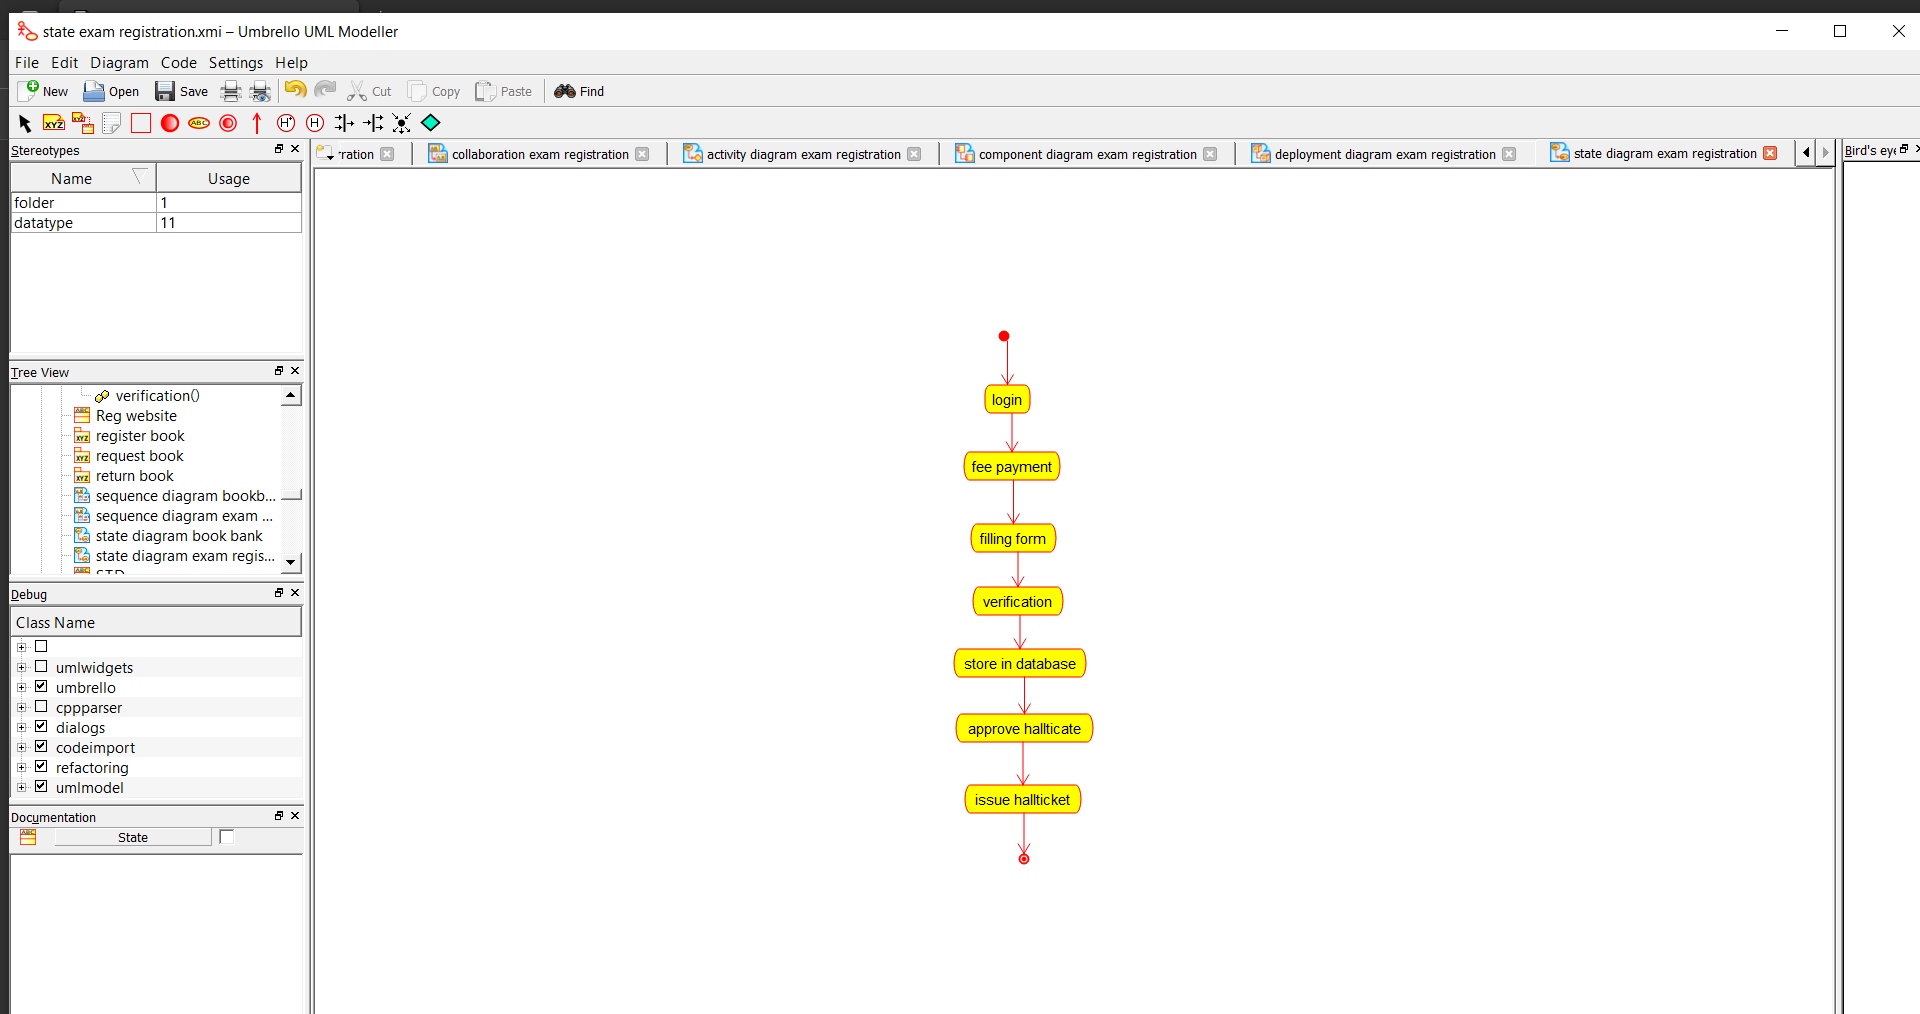 state exam registration.xmi – Umbrello UML Modeller
File Edit Diagram Code Settings Help
New Open Save Cut Copy Paste Find
XYZ ABC H* H
Stereotypes
Name Usage
folder 1
datatype 11
rration collaboration exam registration activity diagram exam registration component diagram exam registration deployment diagram exam registration state diagram exam registration
Bird's eye
Tree View
verification()
Reg website
register book
request book
return book
sequence diagram bookb...
sequence diagram exam ...
state diagram book bank
state diagram exam regis...
STD
Debug
Class Name
umlwidgets
umbrello
cppparser
dialogs
codeimport
refactoring
umlmodel
Documentation
State
login
fee payment
filling form
verification
store in database
approve hallticate
issue hallticket